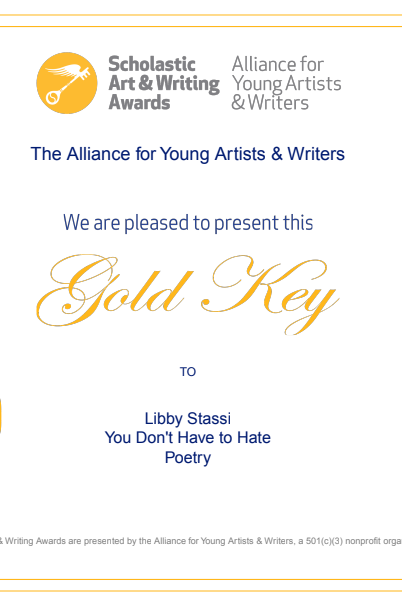 Scholastic
Art & Writing
Awards
Alliance for
Young Artists
& Writers
The Alliance for Young Artists & Writers
We are pleased to present this
Gold Key
TO
Libby Stassi
You Don't Have to Hate
Poetry
& Writing Awards are presented by the Alliance for Young Artists & Writers, a 501(c)(3) nonprofit orga